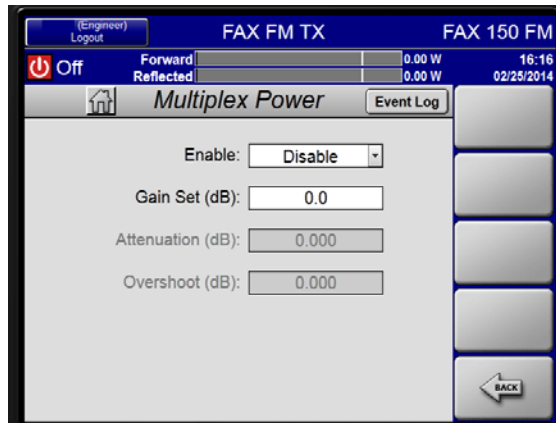 (Engineer)
Logout
FAX FM TX
FAX 150 FM
Off
Forward
0.00 W
Reflected
0.00 W
16:16
02/25/2014
Multiplex Power
Event Log
Enable:
Disable
Gain Set (dB):
0.0
Attenuation (dB):
0.000
Overshoot (dB):
0.000
BACK